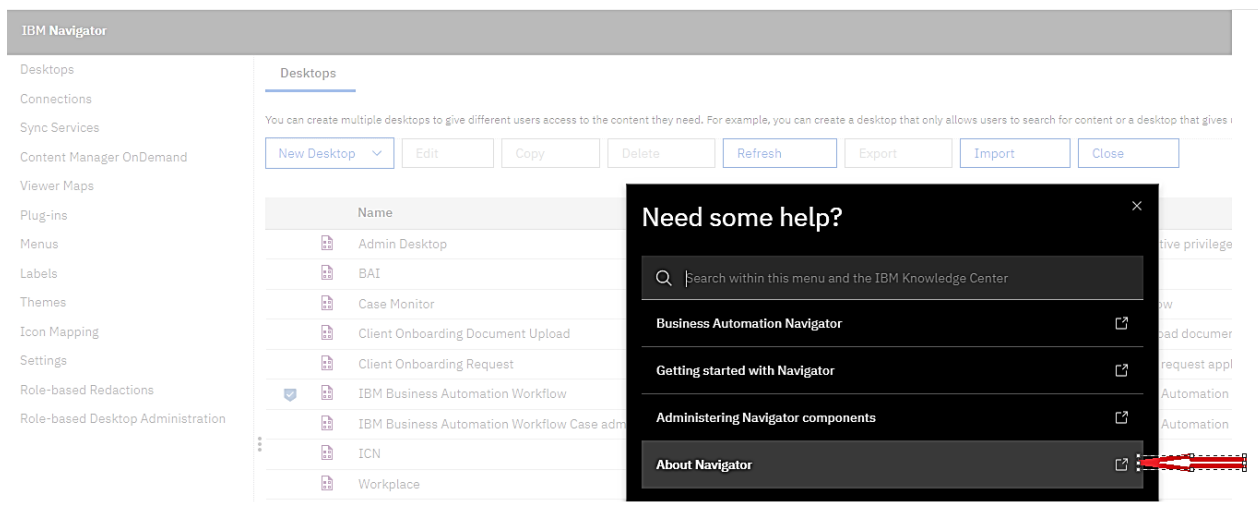 IBM Navigator
Desktops
Connections
Sync Services
Content Manager OnDemand
Viewer Maps
Plug-ins
Menus
Labels
Themes
Icon Mapping
Settings
Role-based Redactions
Role-based Desktop Administration
Desktops
You can create multiple desktops to give different users access to the content they need. For example, you can create a desktop that only allows users to search for content or a desktop that gives
New Desktop Edit Copy Delete Refresh Export Import Close
Name
Admin Desktop tive privilege
BAI
Case Monitor ow
Client Onboarding Document Upload oad documen
Client Onboarding Request request appl
IBM Business Automation Workflow Automation
IBM Business Automation Workflow Case adm Automation
ICN
Workplace
Need some help?
Search within this menu and the IBM Knowledge Center
Business Automation Navigator
Getting started with Navigator
Administering Navigator components
About Navigator